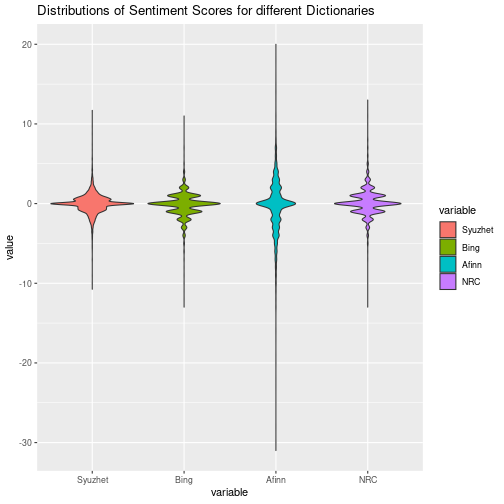 Distributions of Sentiment Scores for different Dictionaries
20
10
0
-10
-20
-30
value
Syuzhet Bing Afinn NRC
variable
variable
Syuzhet
Bing
Afinn
NRC